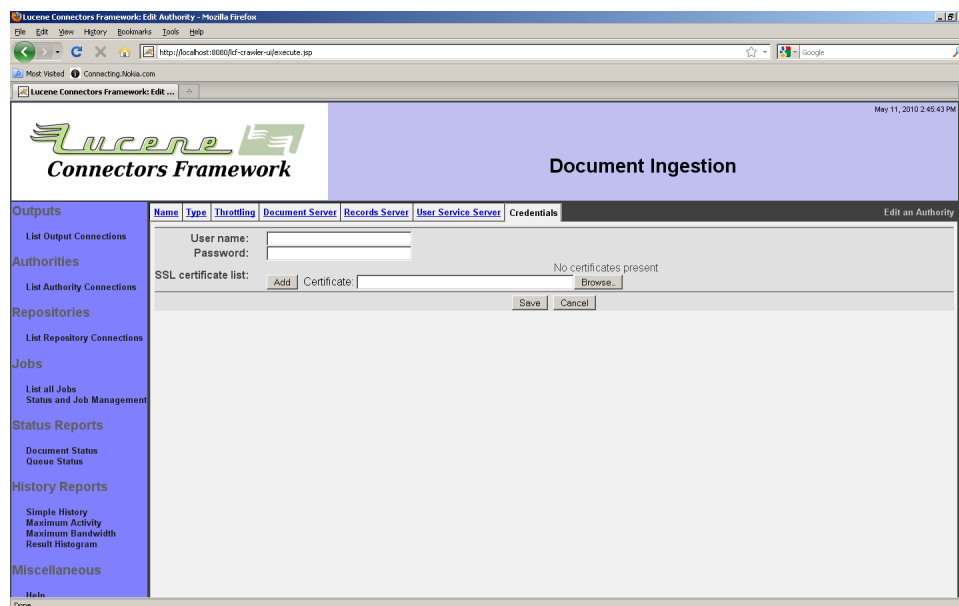 Lucene Connectors Framework: Edit Authority - Mozilla Firefox
File Edit View History Bookmarks Tools Help
http://localhost:8080/lcf-crawler-ui/execute.jsp
Google
Most Visited Connecting.Nokia.com
Lucene Connectors Framework: Edit ...
May 11, 2010 2:45:43 PM
Lucene
Connectors Framework
Document Ingestion
Outputs
List Output Connections
Authorities
List Authority Connections
Repositories
List Repository Connections
Jobs
List all Jobs
Status and Job Management
Status Reports
Document Status
Queue Status
History Reports
Simple History
Maximum Activity
Maximum Bandwidth
Result Histogram
Miscellaneous
Help
Name Type Throttling Document Server Records Server User Service Server Credentials Edit an Authority
User name:
Password:
SSL certificate list:
No certificates present
Add Certificate: Browse...
Save Cancel
Done